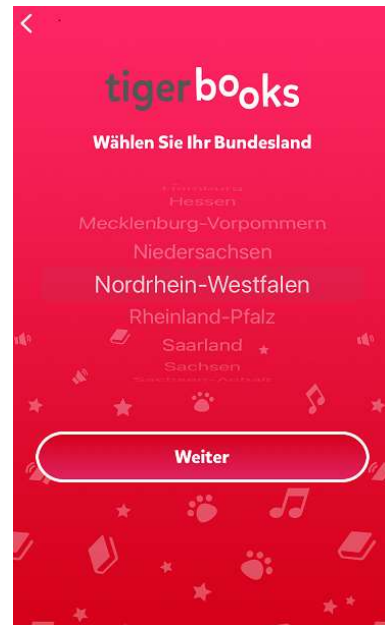 tigerbooks
Wählen Sie Ihr Bundesland
Hessen
Mecklenburg-Vorpommern
Niedersachsen
Nordrhein-Westfalen
Rheinland-Pfalz
Saarland
Sachsen
Weiter